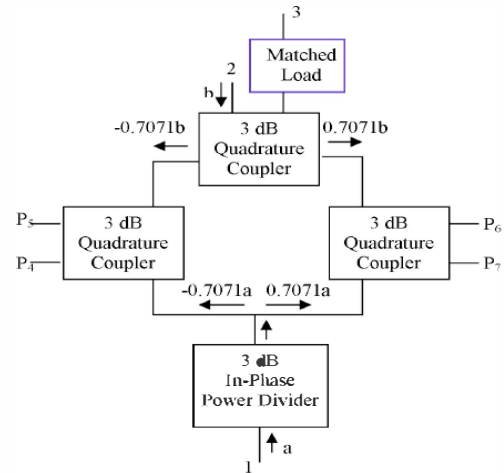 3
Matched
Load
2
b
-0.7071b
0.7071b
3 dB
Quadrature
Coupler
P5
P4
3 dB
Quadrature
Coupler
3 dB
Quadrature
Coupler
P6
P7
-0.7071a
0.7071a
3 dB
In-Phase
Power Divider
a
1